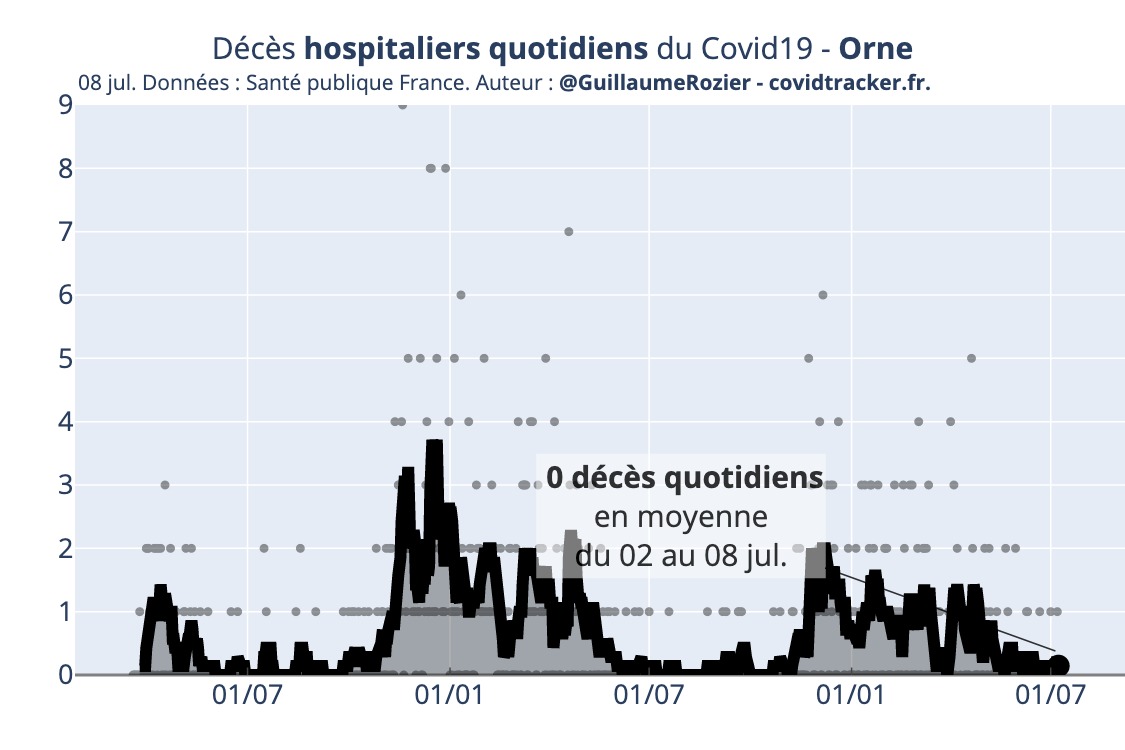 Décès hospitaliers quotidiens du Covid19 - Orne
08 jul. Données : Santé publique France. Auteur : @GuillaumeRozier - covidtracker.fr.
9
8
7
6
5
4
3
2
1
0
0 décès quotidiens
en moyenne
du 02 au 08 jul.
01/07 01/01 01/07 01/01 01/07